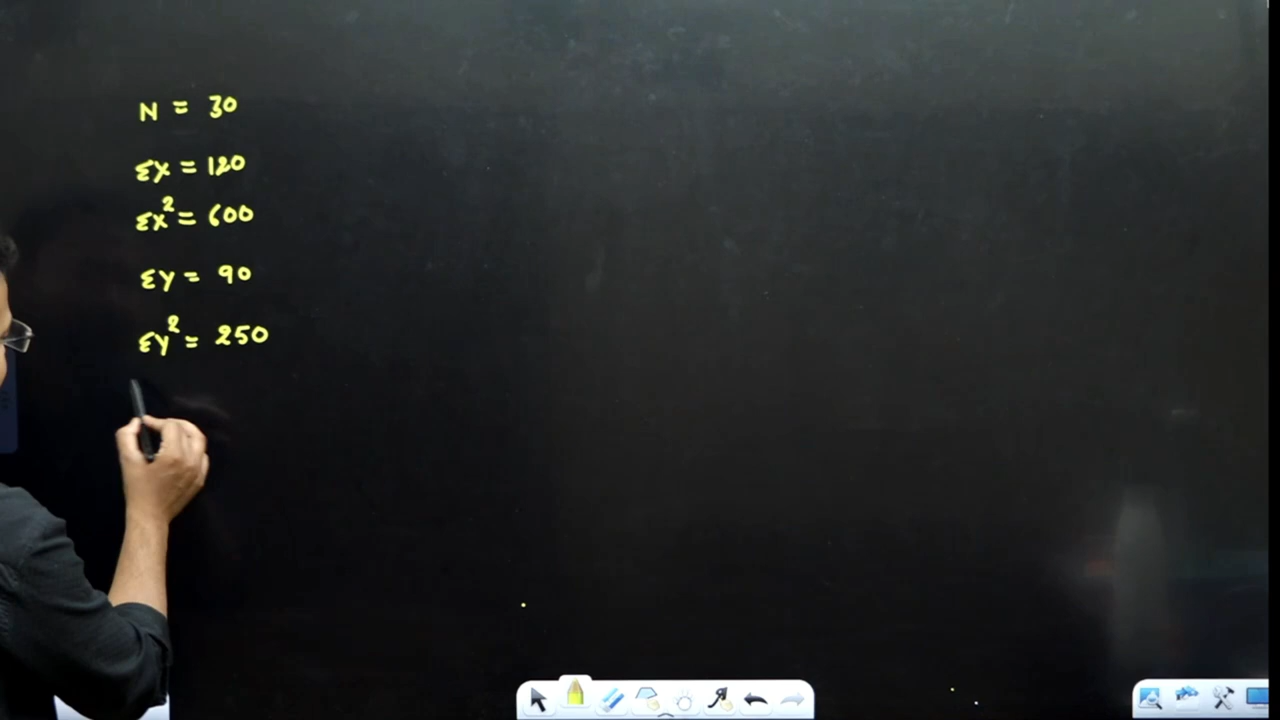 N = 30
ΣX = 120
ΣX² = 600
ΣY = 90
ΣY² = 250